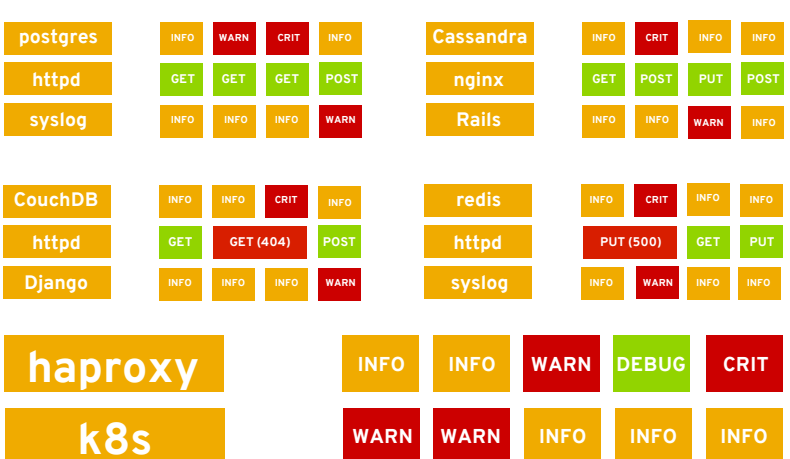 postgres INFO WARN CRIT INFO
httpd GET GET GET POST
syslog INFO INFO INFO WARN
Cassandra INFO CRIT INFO INFO
nginx GET POST PUT POST
Rails INFO INFO WARN INFO
CouchDB INFO INFO CRIT INFO
httpd GET GET (404) POST
Django INFO INFO INFO WARN
redis INFO CRIT INFO INFO
httpd PUT (500) GET PUT
syslog INFO WARN INFO INFO
haproxy INFO INFO WARN DEBUG CRIT
k8s WARN WARN INFO INFO INFO